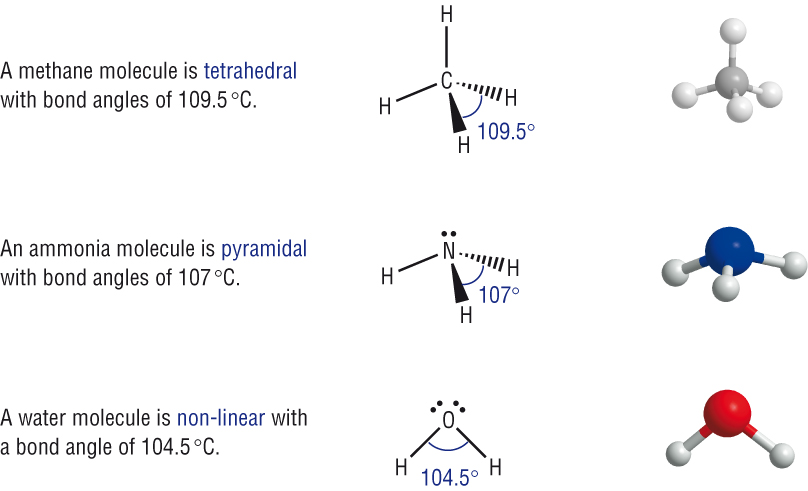 H
A methane molecule is tetrahedral
with bond angles of 109.5 °C.
C
H
H
H
109.5°
An ammonia molecule is pyramidal
with bond angles of 107 °C.
N
H
H
H
107°
A water molecule is non-linear with
a bond angle of 104.5 °C.
O
H
H
104.5°